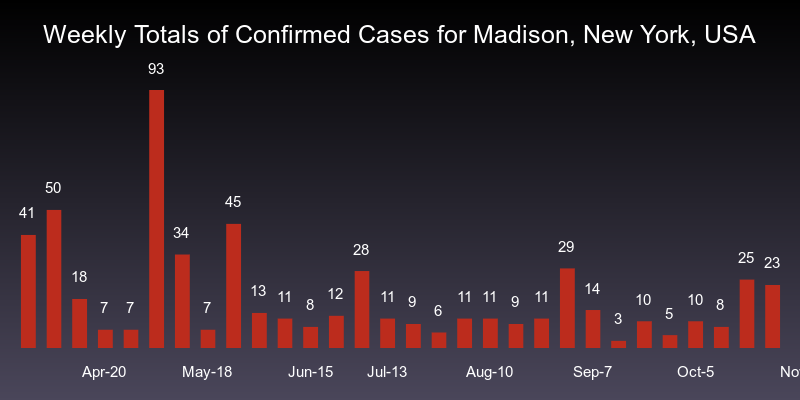 Weekly Totals of Confirmed Cases for Madison, New York, USA
41 50 18 7 7 93 34 7 45 13 11 8 12 28 11 9 6 11 11 9 11 29 14 3 10 5 10 8 25 23
Apr-20 May-18 Jun-15 Jul-13 Aug-10 Sep-7 Oct-5